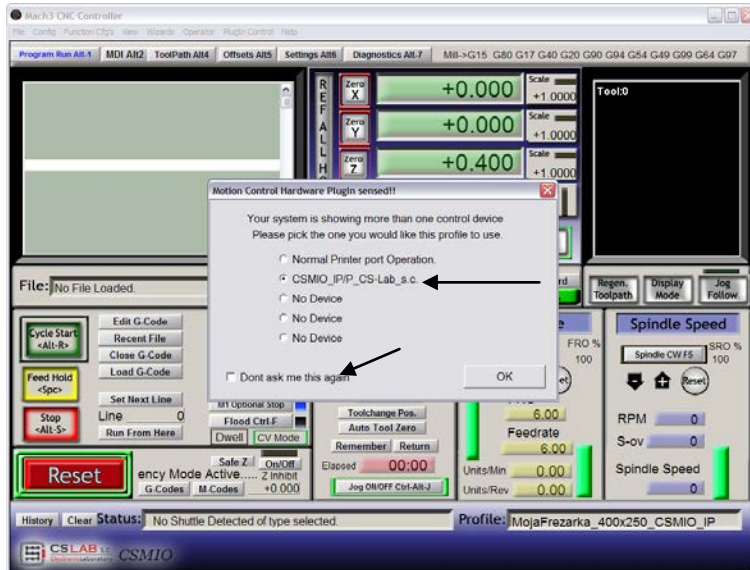 Mach3 CNC Controller
File Config Function Cfg's View Wizards Operator PlugIn Control Help
Program Run Alt-1 MDI Alt2 ToolPath Alt4 Offsets Alt5 Settings Alt6 Diagnostics Alt-7 Mill->G15 G80 G17 G40 G20 G90 G94 G54 G49 G99 G64 G97
REF ALL H
Zero X +0.000 Scale +1.0000
Zero Y +0.000 Scale +1.0000
Zero Z +0.400 Scale +1.0000
Tool:0
Motion Control Hardware PlugIn sensed!!
Your system is showing more than one control device
Please pick the one you would like this profile to use.
Normal Printer port Operation.
CSMIO_IP/P_CS-Lab_s.c.
No Device
No Device
No Device
Dont ask me this again
OK
File: No File Loaded.
Regen. Toolpath
Display Mode
Jog Follow
Cycle Start <Alt-R>
Feed Hold <Spc>
Stop <Alt-S>
Edit G-Code
Recent File
Close G-Code
Load G-Code
Set Next Line
Line 0
Run From Here
M1 Optional Stop
Flood Ctrl-F
Dwell CV Mode
Toolchange Pos.
Auto Tool Zero
Remember Return
Elapsed 00:00
Jog ON/OFF Ctrl-Alt-J
FRO %
100
6.00
Feedrate
6.00
Units/Min 0.00
Units/Rev 0.00
Spindle Speed
Spindle CW F5
SRO %
100
Reset
RPM 0
S-ov 0
Spindle Speed
0
Reset
ency Mode Active.....
Safe Z On/Off
Z Inhibit
+0.000
G-Codes M-Codes
History Clear Status: No Shuttle Detected of type selected. Profile: MojaFrezarka_400x250_CSMIO_IP
CSLAB s.c.
CSMIO